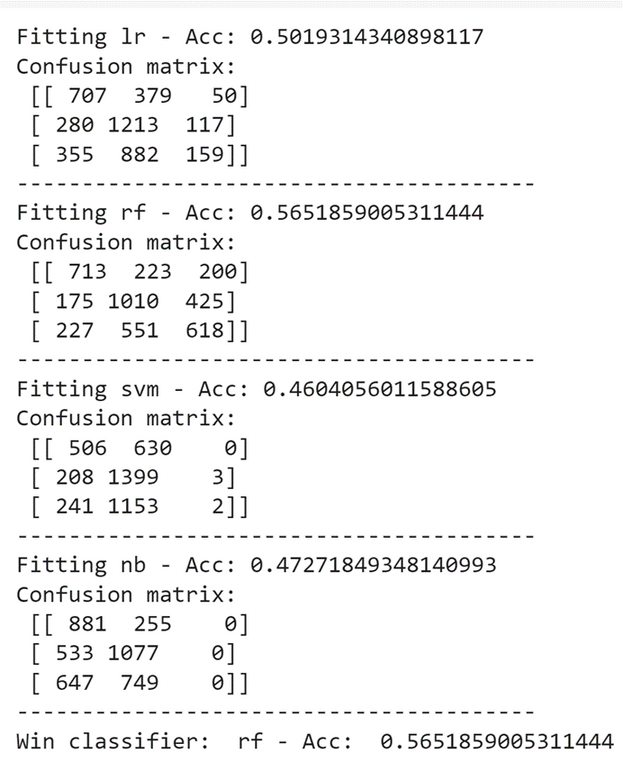 Fitting lr - Acc: 0.5019314340898117
Confusion matrix:
[[ 707 379 50]
[ 280 1213 117]
[ 355 882 159]]
----------------------------------------
Fitting rf - Acc: 0.5651859005311444
Confusion matrix:
[[ 713 223 200]
[ 175 1010 425]
[ 227 551 618]]
----------------------------------------
Fitting svm - Acc: 0.4604056011588605
Confusion matrix:
[[ 506 630 0]
[ 208 1399 3]
[ 241 1153 2]]
----------------------------------------
Fitting nb - Acc: 0.47271849348140993
Confusion matrix:
[[ 881 255 0]
[ 533 1077 0]
[ 647 749 0]]
----------------------------------------
Win classifier:  rf - Acc:  0.5651859005311444